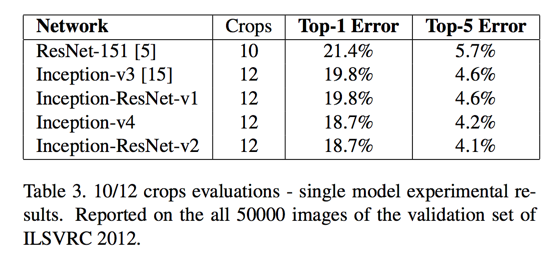 Network Crops Top-1 Error Top-5 Error
ResNet-151 [5] 10 21.4% 5.7%
Inception-v3 [15] 12 19.8% 4.6%
Inception-ResNet-v1 12 19.8% 4.6%
Inception-v4 12 18.7% 4.2%
Inception-ResNet-v2 12 18.7% 4.1%
Table 3. 10/12 crops evaluations - single model experimental re-
sults. Reported on the all 50000 images of the validation set of
ILSVRC 2012.